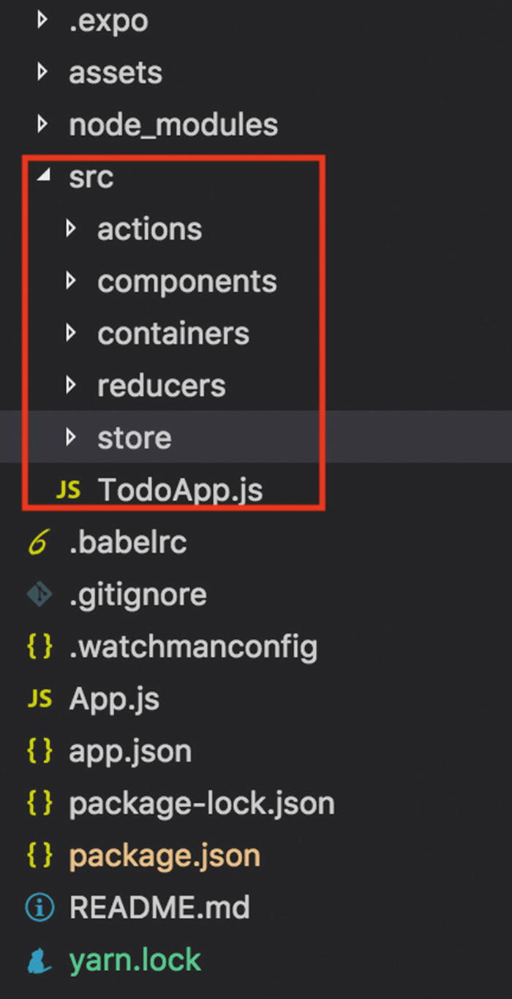 .expo
assets
node_modules
src
actions
components
containers
reducers
store
JS TodoApp.js
6 .babelrc
.gitignore
{ } .watchmanconfig
JS App.js
{ } app.json
{ } package-lock.json
{ } package.json
i README.md
yarn.lock